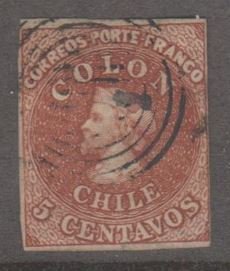 CORREOS PORTE FRANCO
COLON
CHILE
5 CENTAVOS